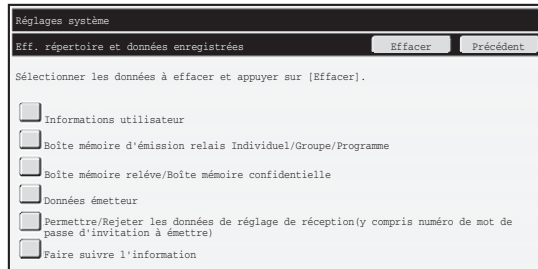 Réglages système
Eff. répertoire et données enregistrées
Effacer
Précédent
Sélectionner les données à effacer et appuyer sur [Effacer].
Informations utilisateur
Boîte mémoire d'émission relais Individuel/Groupe/Programme
Boîte mémoire reléve/Boîte mémoire confidentielle
Données émetteur
Permettre/Rejeter les données de réglage de réception(y compris numéro de mot de
passe d'invitation à émettre)
Faire suivre l'information